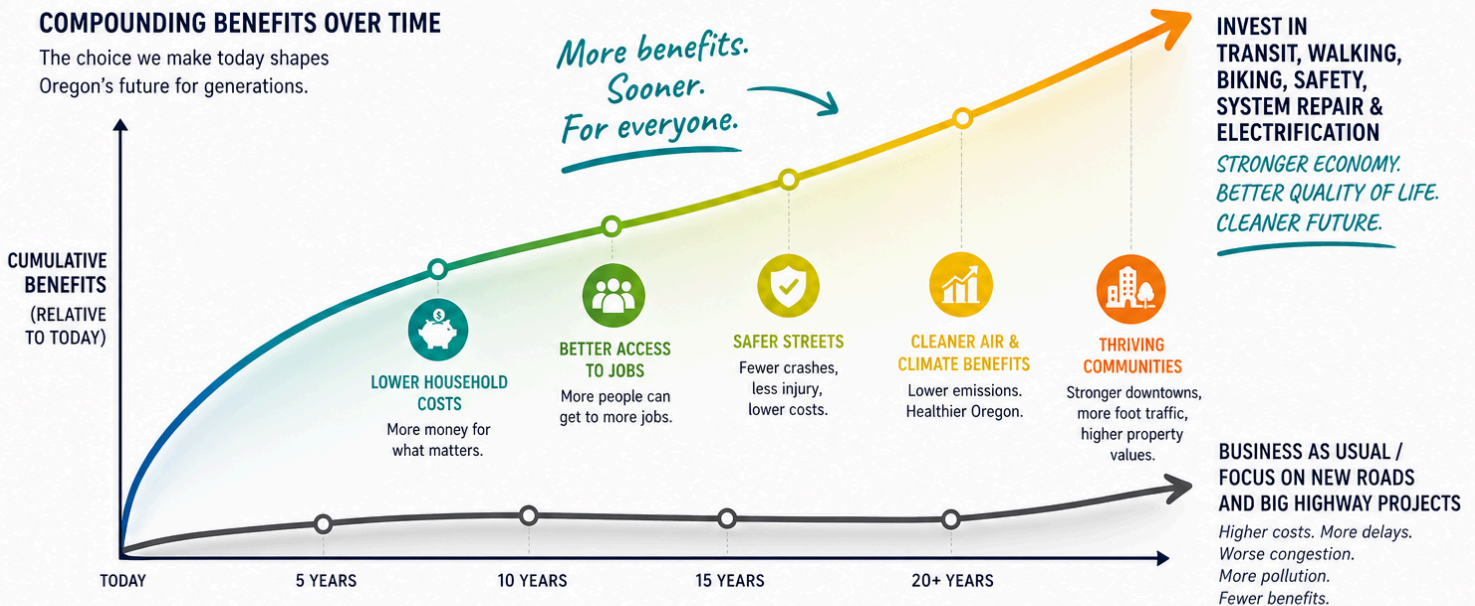 COMPOUNDING BENEFITS OVER TIME
The choice we make today shapes
Oregon's future for generations.
More benefits.
Sooner.
For everyone.
INVEST IN
TRANSIT, WALKING,
BIKING, SAFETY,
SYSTEM REPAIR &
ELECTRIFICATION
STRONGER ECONOMY.
BETTER QUALITY OF LIFE.
CLEANER FUTURE.
CUMULATIVE
BENEFITS
(RELATIVE
TO TODAY)
$
LOWER HOUSEHOLD
COSTS
More money for
what matters.
BETTER ACCESS
TO JOBS
More people can
get to more jobs.
SAFER STREETS
Fewer crashes,
less injury,
lower costs.
CLEANER AIR &
CLIMATE BENEFITS
Lower emissions.
Healthier Oregon.
THRIVING
COMMUNITIES
Stronger downtowns,
more foot traffic,
higher property
values.
BUSINESS AS USUAL /
FOCUS ON NEW ROADS
AND BIG HIGHWAY PROJECTS
Higher costs. More delays.
Worse congestion.
More pollution.
Fewer benefits.
TODAY
5 YEARS
10 YEARS
15 YEARS
20+ YEARS